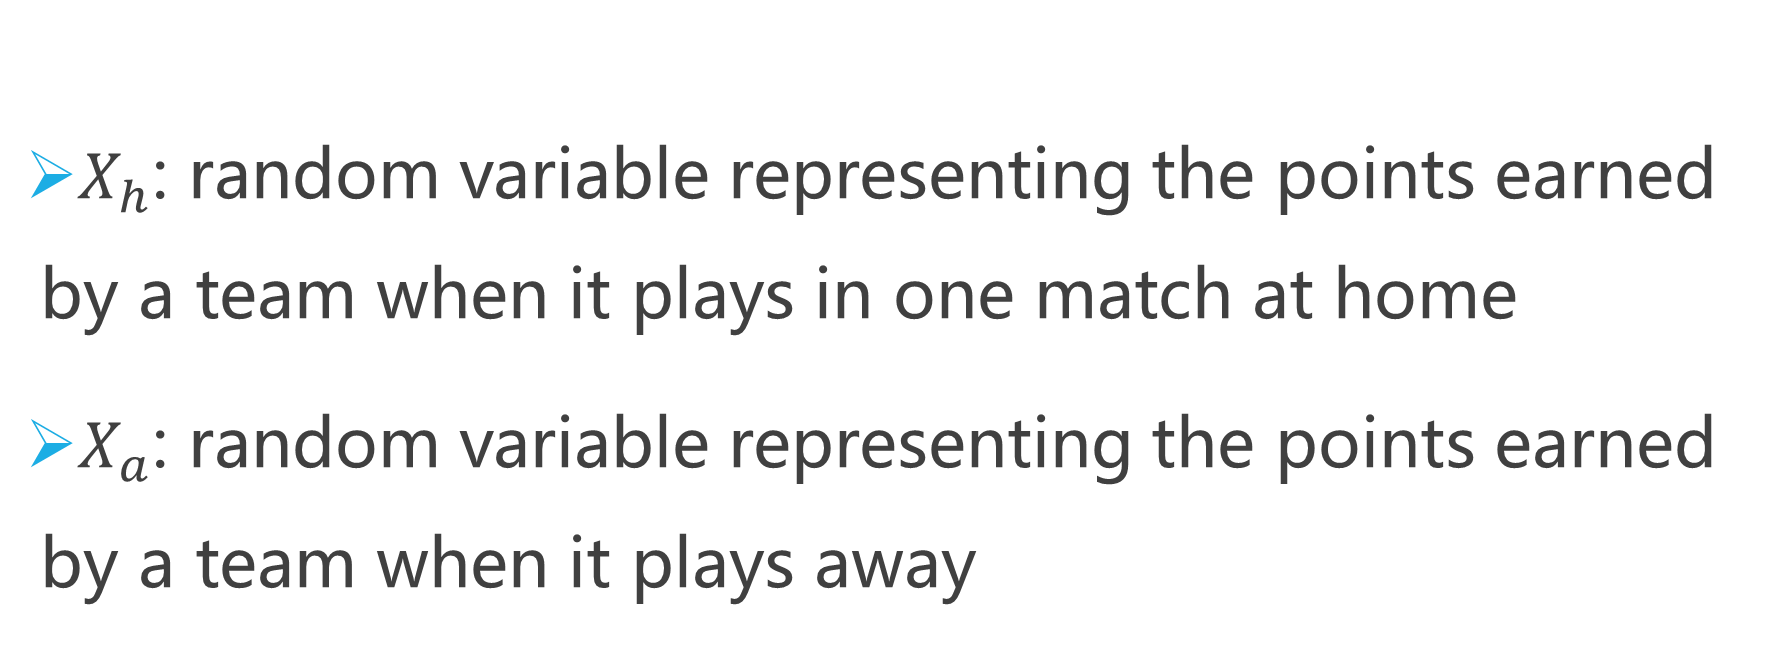 ➢X_h: random variable representing the points earned
by a team when it plays in one match at home
➢X_a: random variable representing the points earned
by a team when it plays away